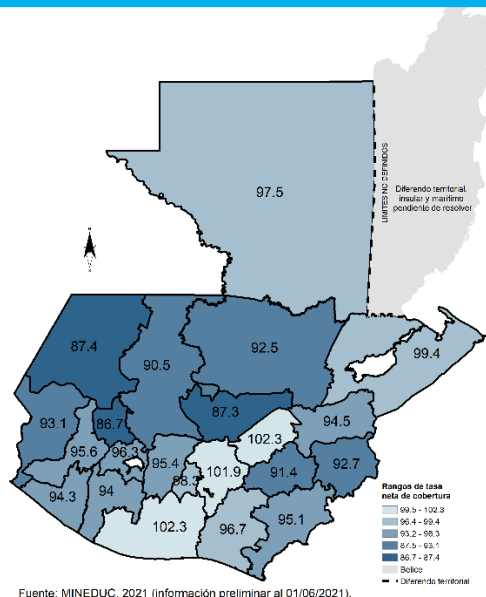 97.5
LÍMITES NO DEFINIDOS
Diferendo territorial,
insular y marítimo
pendiente de resolver
99.4
87.4
90.5
92.5
87.3
94.5
93.1
86.7
102.3
95.6
96.3
95.4
101.9
91.4
92.7
94.3
94
102.3
96.7
95.1
Rangos de tasa
neta de cobertura
99.5 - 102.3
96.4 - 99.4
93.2 - 96.3
87.5 - 93.1
86.7 - 87.4
Belice
Diferendo territorial
Fuente: MINEDUC, 2021 (información preliminar al 01/06/2021).